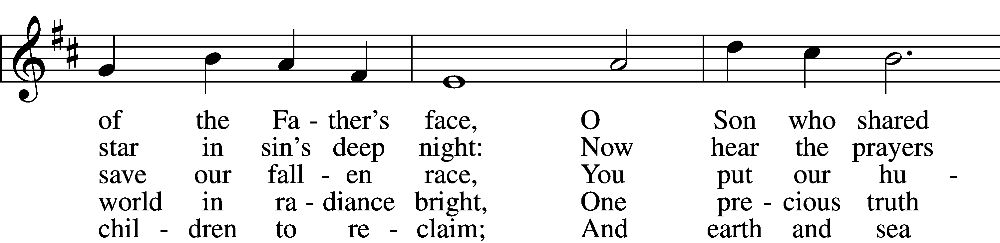 of the Fa - ther’s face, O Son who shared
star in sin’s deep night: Now hear the prayers
save our fall - en race, You put our hu -
world in ra - diance bright, One pre - cious truth
chil - dren to re - claim; And earth and sea